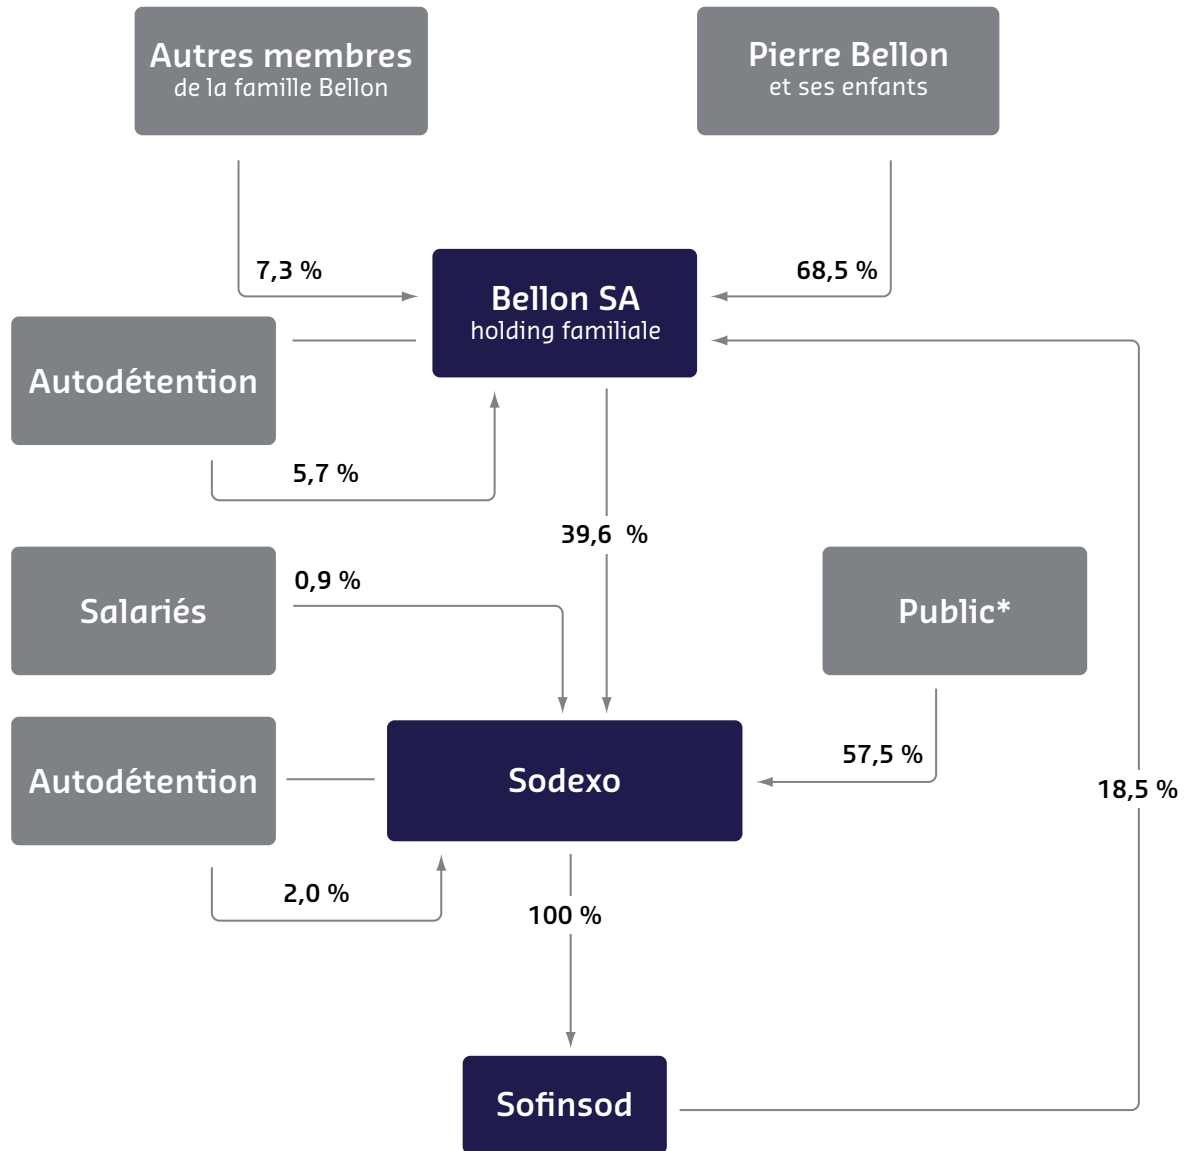 Autres membres
de la famille Bellon
Pierre Bellon
et ses enfants
7,3 %
68,5 %
Bellon SA
holding familiale
Autodétention
5,7 %
39,6 %
Salariés
0,9 %
Public*
Autodétention
Sodexo
57,5 %
18,5 %
2,0 %
100 %
Sofinsod